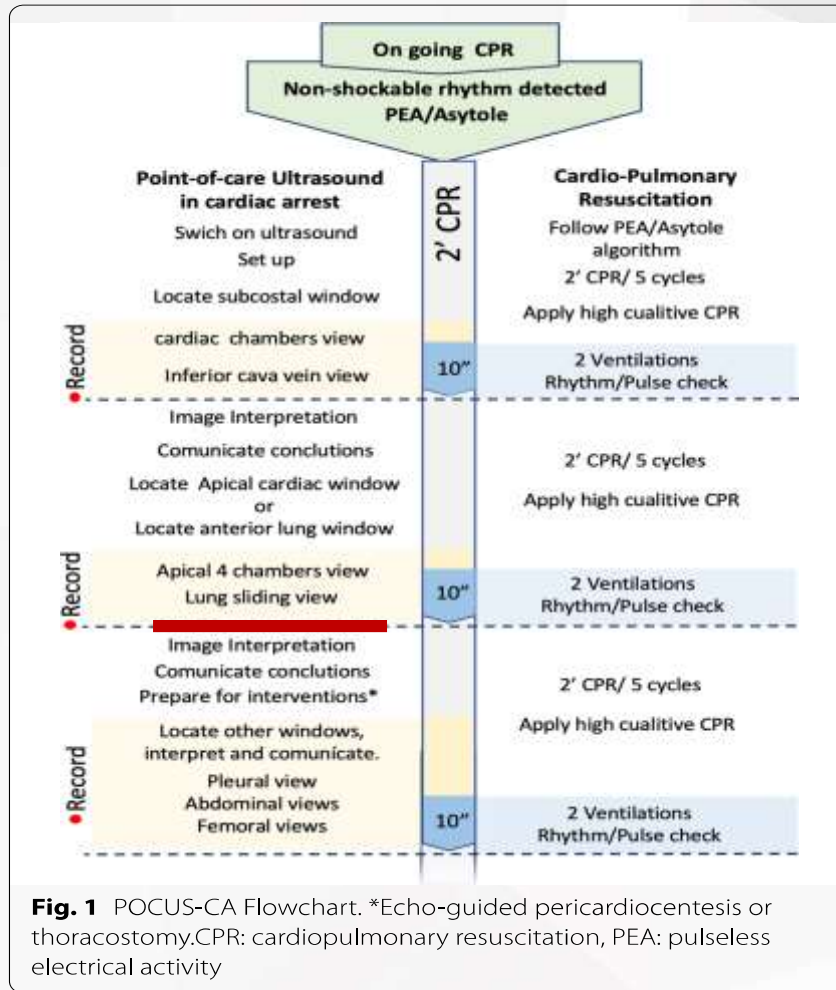 On going CPR
Non-shockable rhythm detected
PEA/Asytole
Point-of-care Ultrasound
in cardiac arrest
Swich on ultrasound
Set up
Locate subcostal window
cardiac chambers view
Inferior cava vein view
Record
2' CPR
10"
Cardio-Pulmonary
Resuscitation
Follow PEA/Asytole
algorithm
2' CPR/ 5 cycles
Apply high cualitive CPR
2 Ventilations
Rhythm/Pulse check
Image Interpretation
Comunicate conclutions
Locate Apical cardiac window
or
Locate anterior lung window
Apical 4 chambers view
Lung sliding view
Record
10"
2' CPR/ 5 cycles
Apply high cualitive CPR
2 Ventilations
Rhythm/Pulse check
Image Interpretation
Comunicate conclutions
Prepare for interventions*
Locate other windows,
interpret and comunícate.
Pleural view
Abdominal views
Femoral views
Record
10"
2' CPR/ 5 cycles
Apply high cualitive CPR
2 Ventilations
Rhythm/Pulse check
Fig. 1 POCUS-CA Flowchart. *Echo-guided pericardiocentesis or
thoracostomy.CPR: cardiopulmonary resuscitation, PEA: pulseless
electrical activity